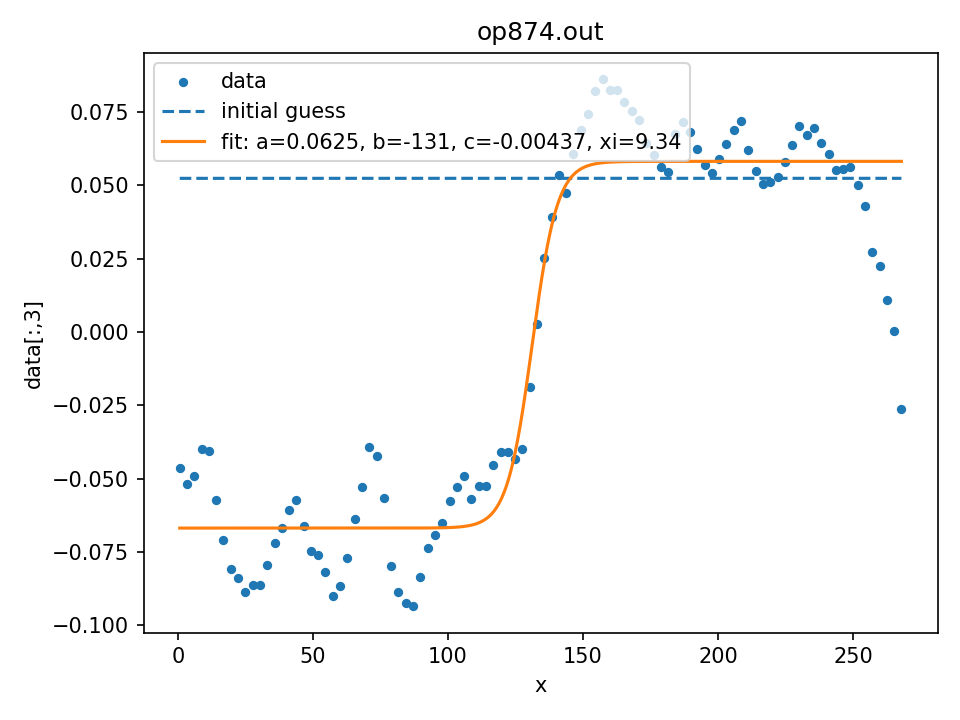 op874.out
data
initial guess
fit: a=0.0625, b=-131, c=-0.00437, xi=9.34
0.075
0.050
0.025
0.000
−0.025
−0.050
−0.075
−0.100
data[:,3]
0 50 100 150 200 250
x